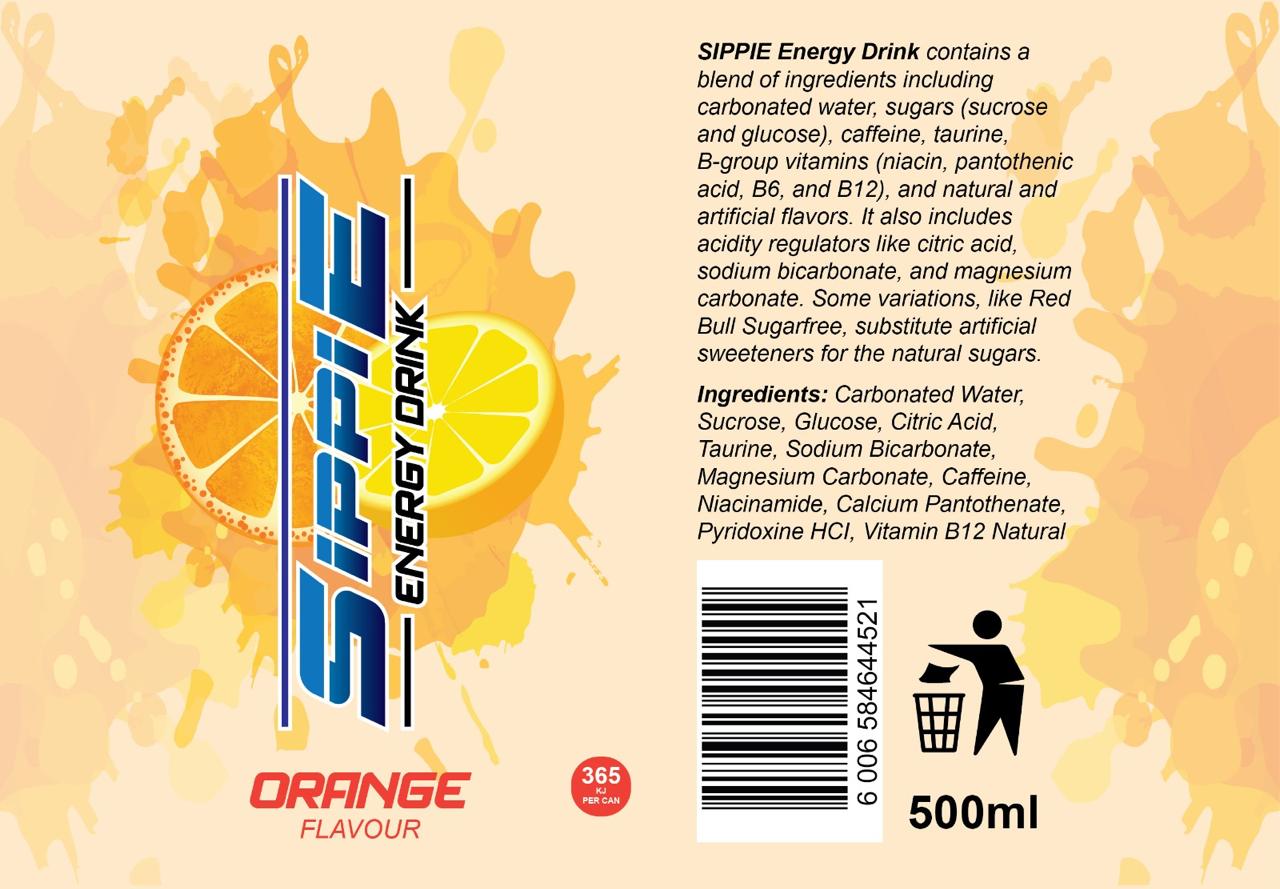 SiPPiE
ENERGY DRINK
ORANGE
FLAVOUR
365
KJ
PER CAN
SIPPIE Energy Drink contains a
blend of ingredients including
carbonated water, sugars (sucrose
and glucose), caffeine, taurine,
B-group vitamins (niacin, pantothenic
acid, B6, and B12), and natural and
artificial flavors. It also includes
acidity regulators like citric acid,
sodium bicarbonate, and magnesium
carbonate. Some variations, like Red
Bull Sugarfree, substitute artificial
sweeteners for the natural sugars.
Ingredients: Carbonated Water,
Sucrose, Glucose, Citric Acid,
Taurine, Sodium Bicarbonate,
Magnesium Carbonate, Caffeine,
Niacinamide, Calcium Pantothenate,
Pyridoxine HCl, Vitamin B12 Natural
6 006 584644521
500ml